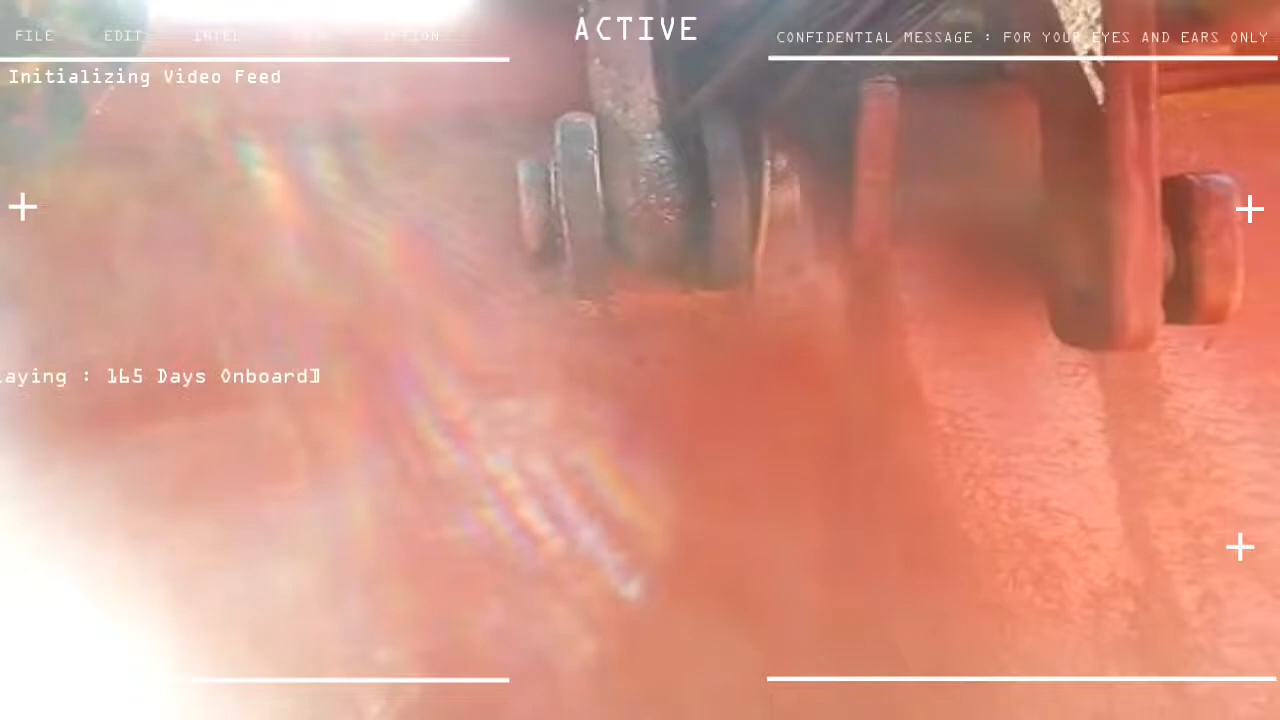 ACTIVE
FILE EDIT INTEL OPTION
CONFIDENTIAL MESSAGE : FOR YOUR EYES AND EARS ONLY
Initializing Video Feed
aying : 165 Days Onboard]